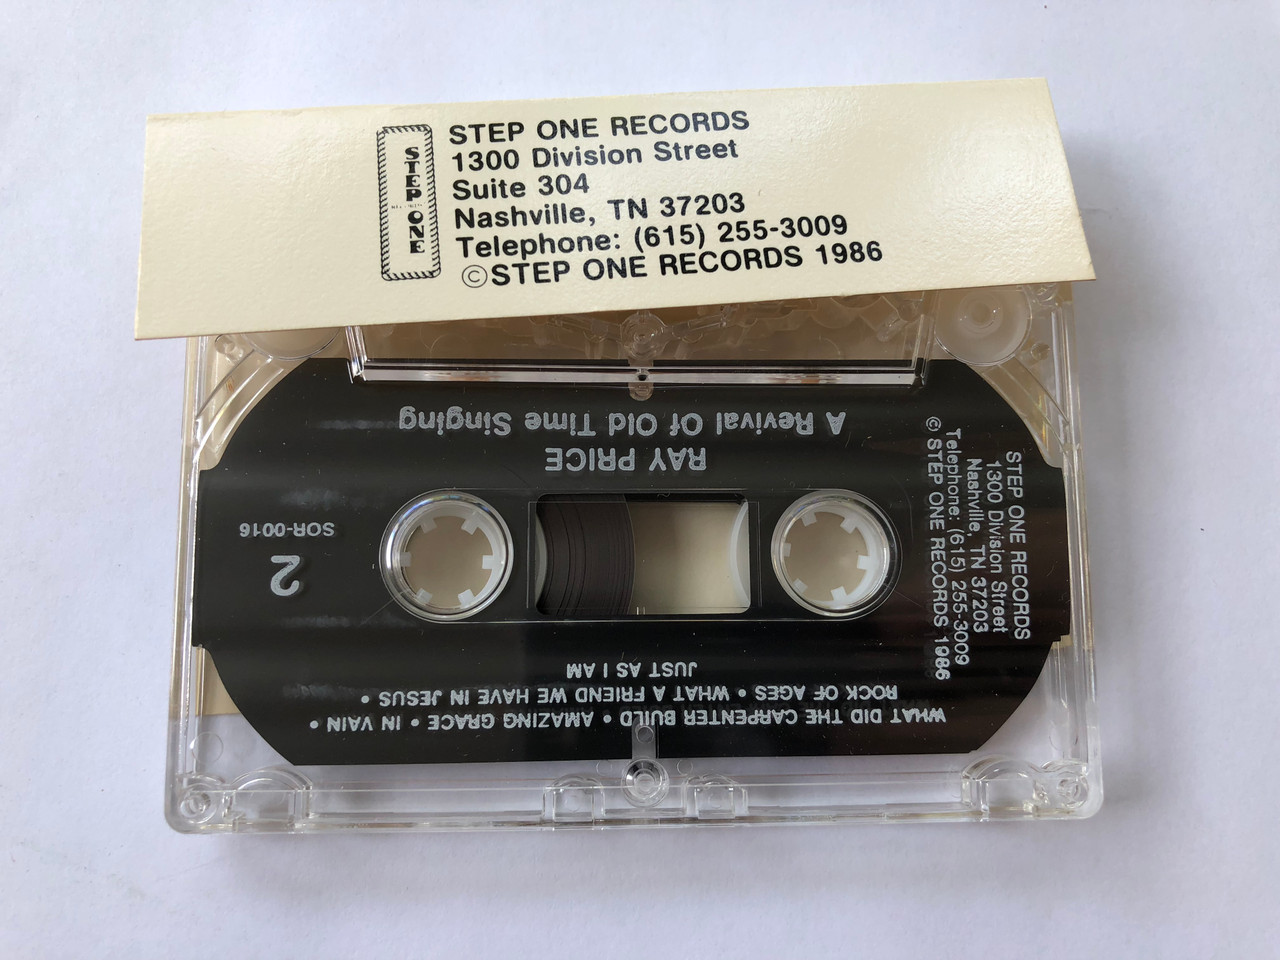 STEP ONE
STEP ONE RECORDS
1300 Division Street
Suite 304
Nashville, TN 37203
Telephone: (615) 255-3009
©STEP ONE RECORDS 1986
STEP ONE RECORDS
1300 Division Street
Nashville, TN 37203
Telephone: (615) 255-3009
© STEP ONE RECORDS 1986
WHAT DID THE CARPENTER BUILD • AMAZING GRACE • IN VAIN •
ROCK OF AGES • WHAT A FRIEND WE HAVE IN JESUS •
JUST AS I AM
2
SOR-0016
RAY PRICE
A Revival Of Old Time Singing